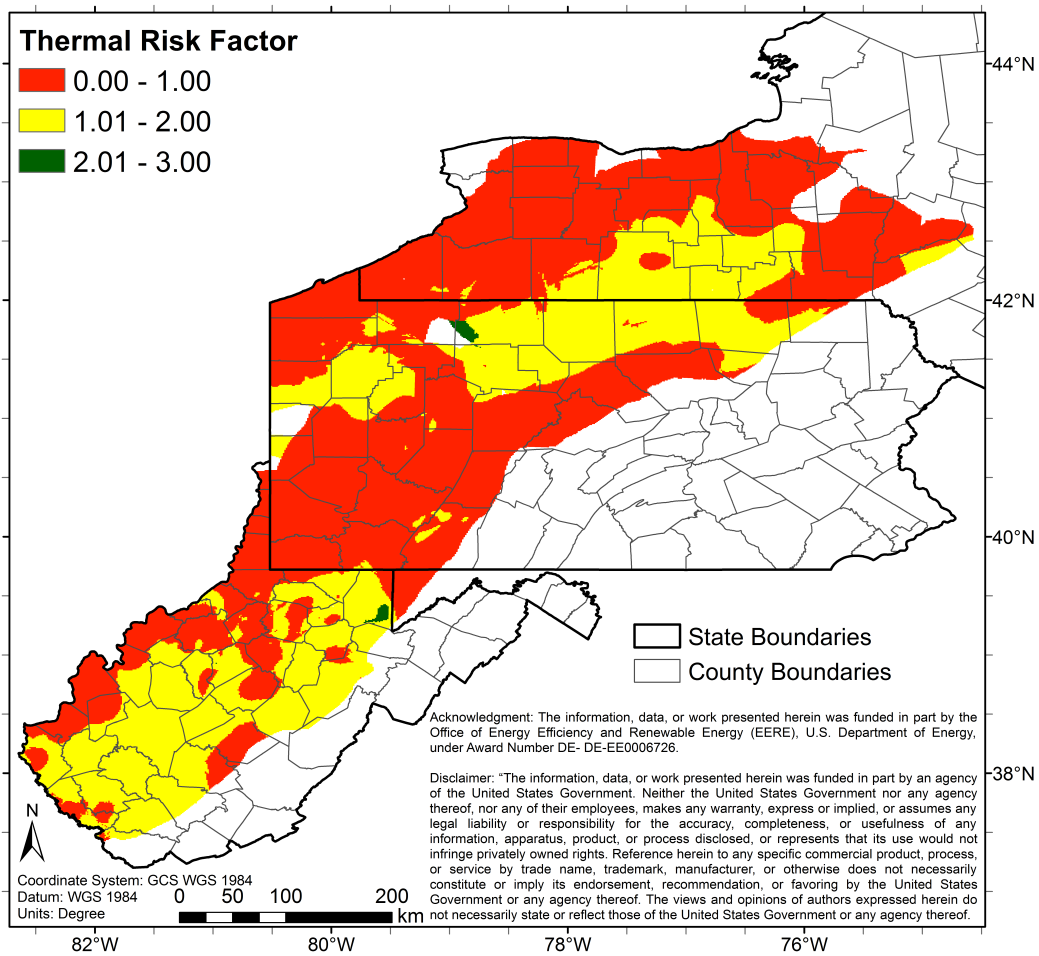 Thermal Risk Factor
0.00 - 1.00
1.01 - 2.00
2.01 - 3.00
44°N
42°N
40°N
State Boundaries
County Boundaries
Acknowledgment: The information, data, or work presented herein was funded in part by the
Office of Energy Efficiency and Renewable Energy (EERE), U.S. Department of Energy,
under Award Number DE- DE-EE0006726.
38°N
Disclaimer: “The information, data, or work presented herein was funded in part by an agency
of the United States Government. Neither the United States Government nor any agency
thereof, nor any of their employees, makes any warranty, express or implied, or assumes any
legal liability or responsibility for the accuracy, completeness, or usefulness of any
information, apparatus, product, or process disclosed, or represents that its use would not
infringe privately owned rights. Reference herein to any specific commercial product, process,
or service by trade name, trademark, manufacturer, or otherwise does not necessarily
constitute or imply its endorsement, recommendation, or favoring by the United States
Government or any agency thereof. The views and opinions of authors expressed herein do
not necessarily state or reflect those of the United States Government or any agency thereof.
N
Coordinate System: GCS WGS 1984
Datum: WGS 1984
Units: Degree
0 50 100 200
km
82°W 80°W 78°W 76°W